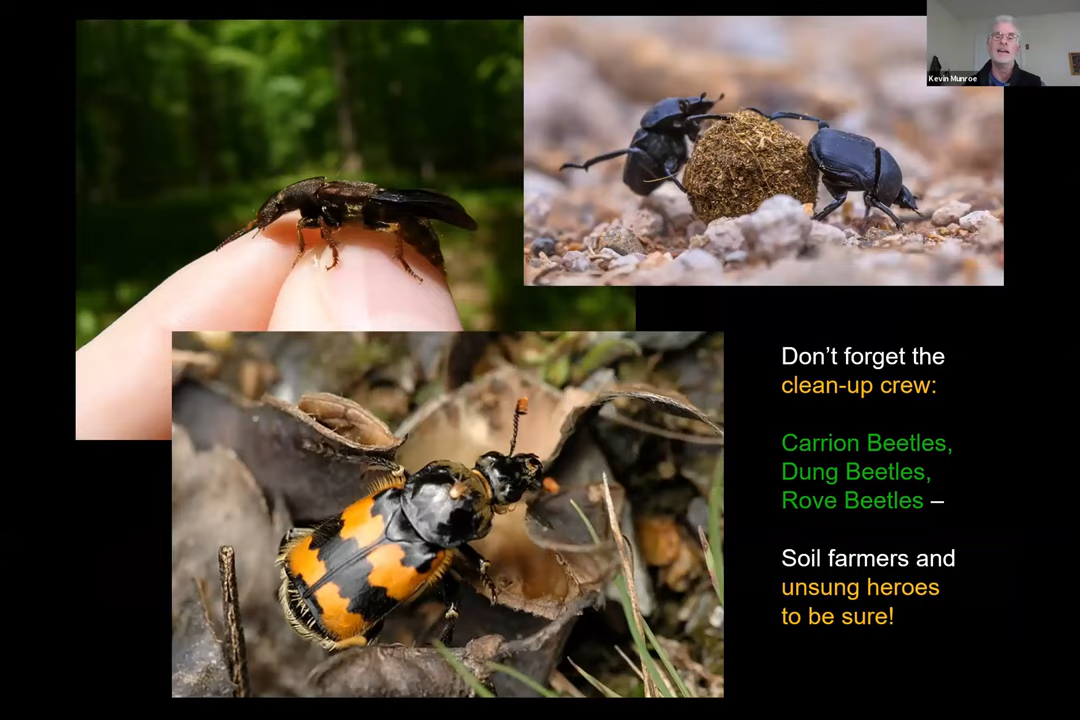 Kevin Munroe
Don't forget the
clean-up crew:
Carrion Beetles,
Dung Beetles,
Rove Beetles –
Soil farmers and
unsung heroes
to be sure!